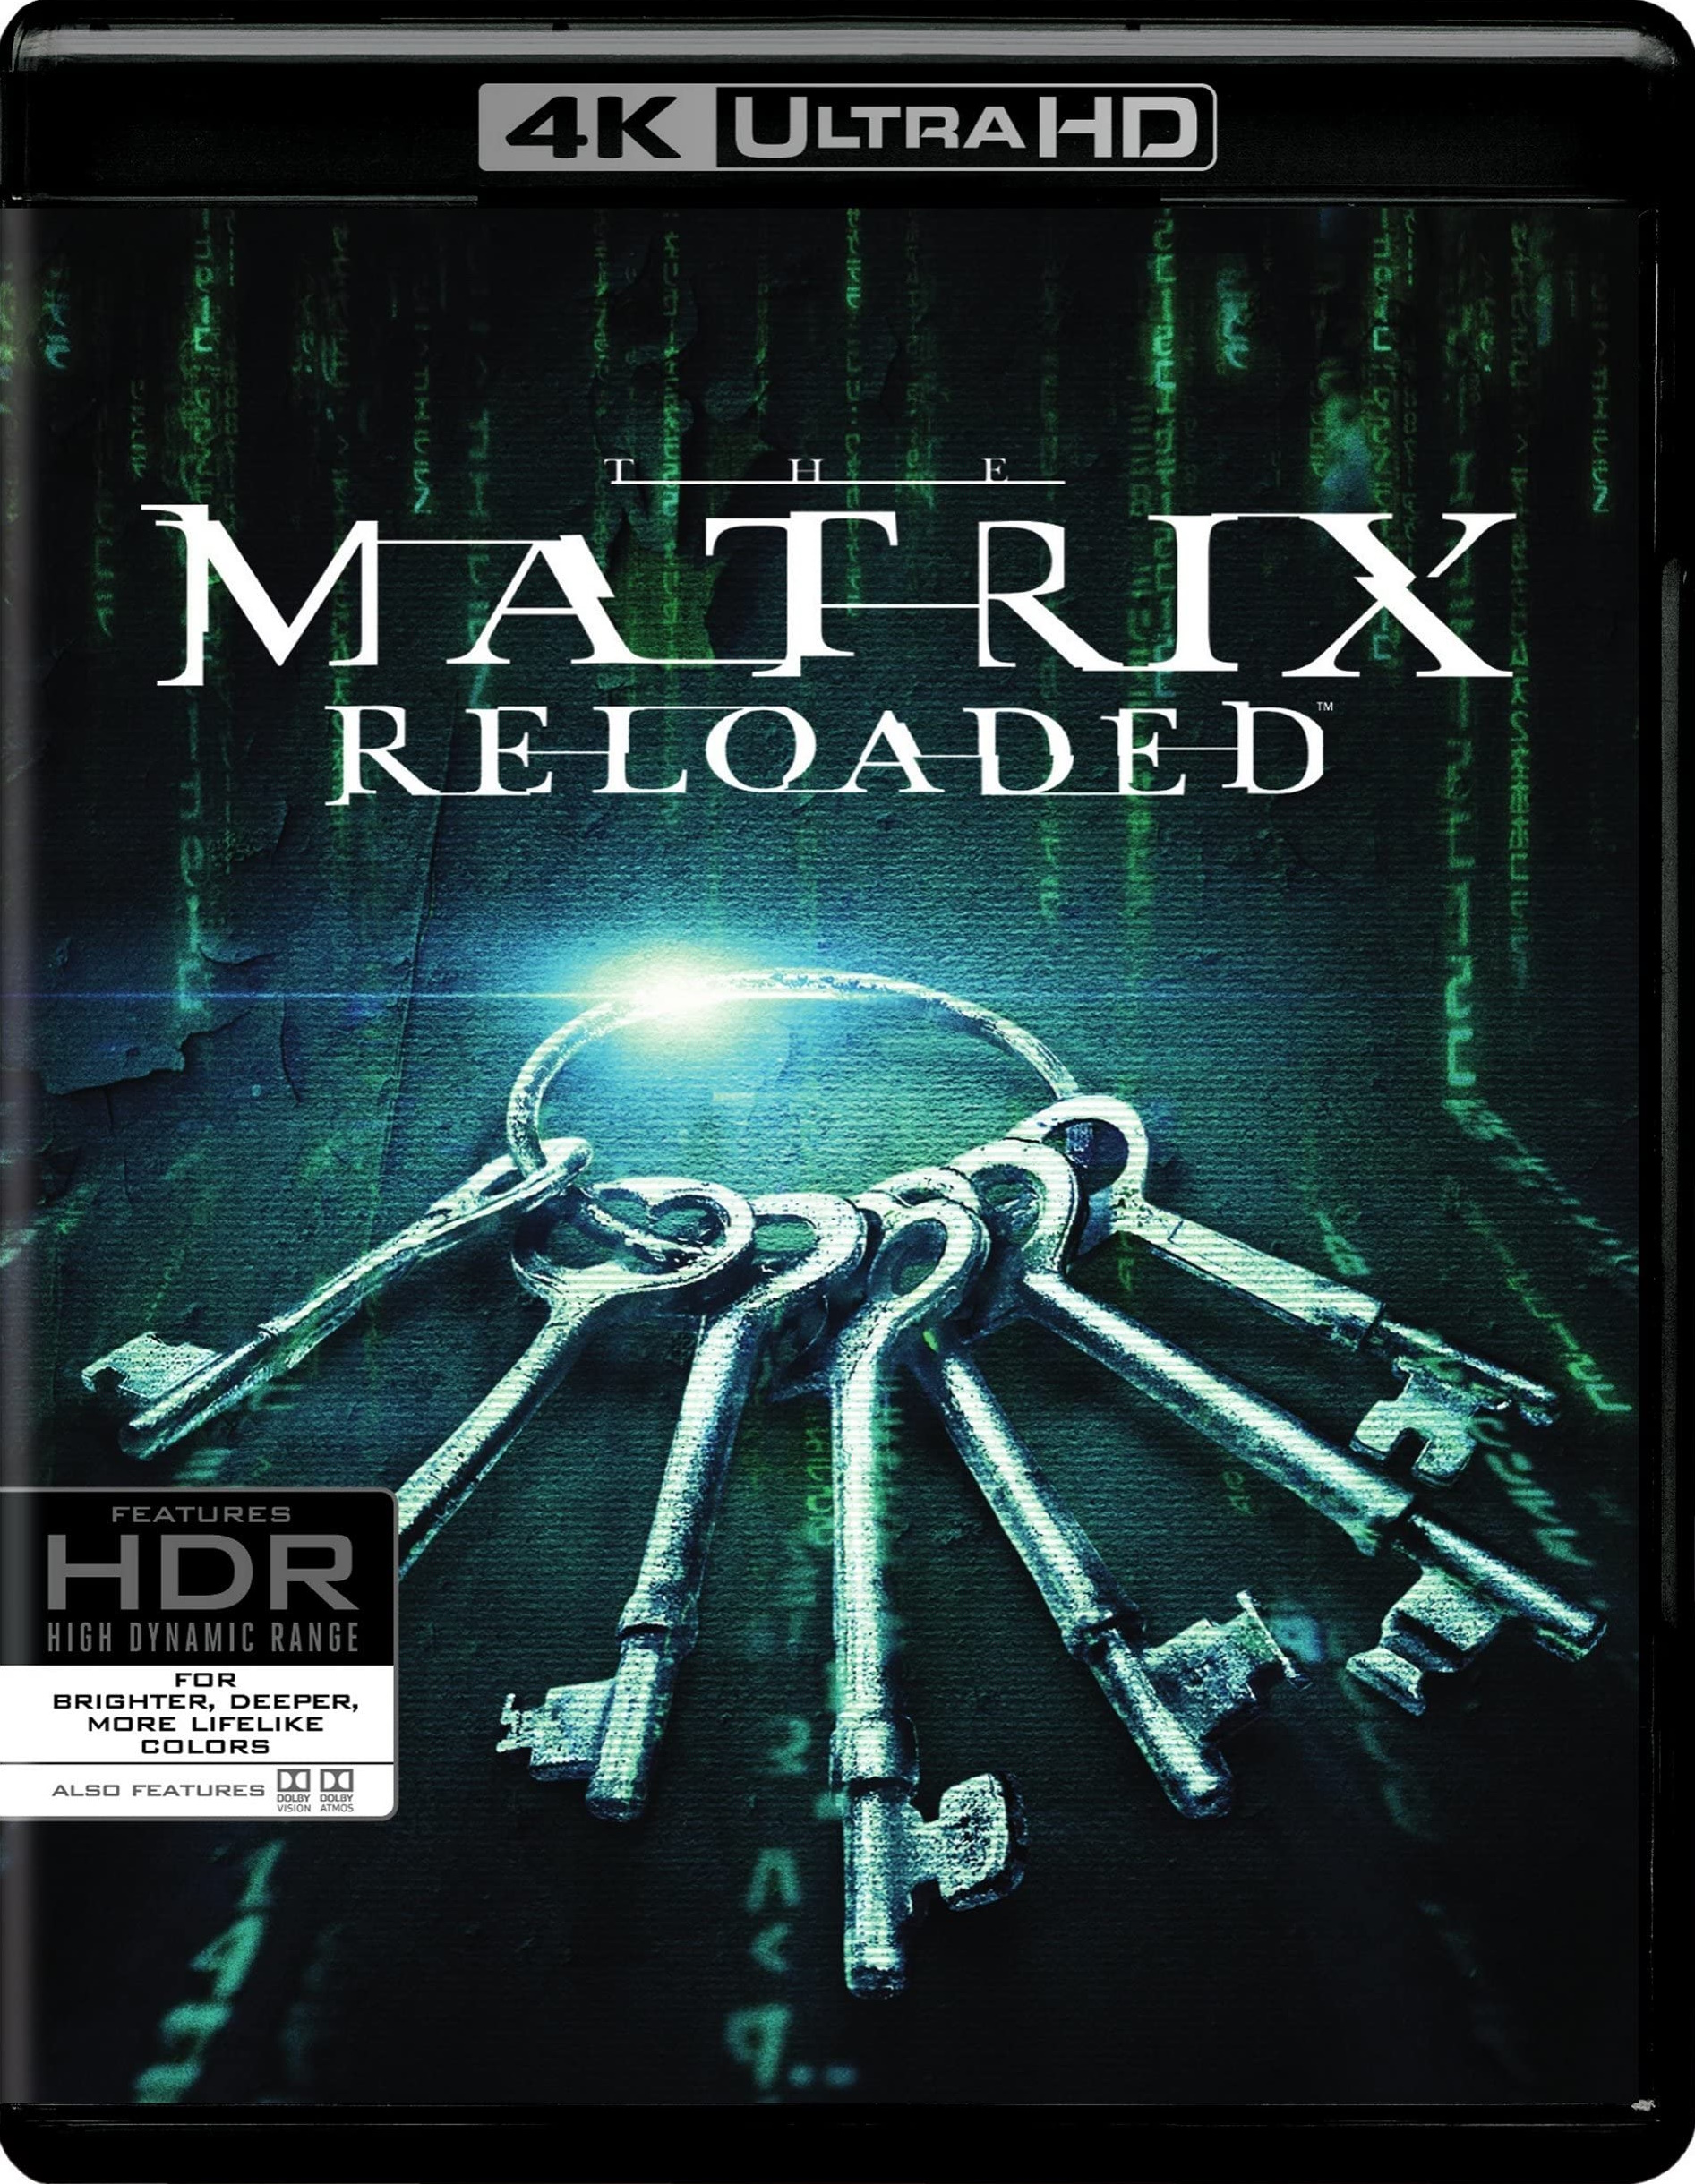 4K ULTRA HD
THE
MATRIX
RELOADED™
FEATURES
HDR
HIGH DYNAMIC RANGE
FOR
BRIGHTER, DEEPER,
MORE LIFELIKE
COLORS
ALSO FEATURES DOLBY VISION DOLBY ATMOS